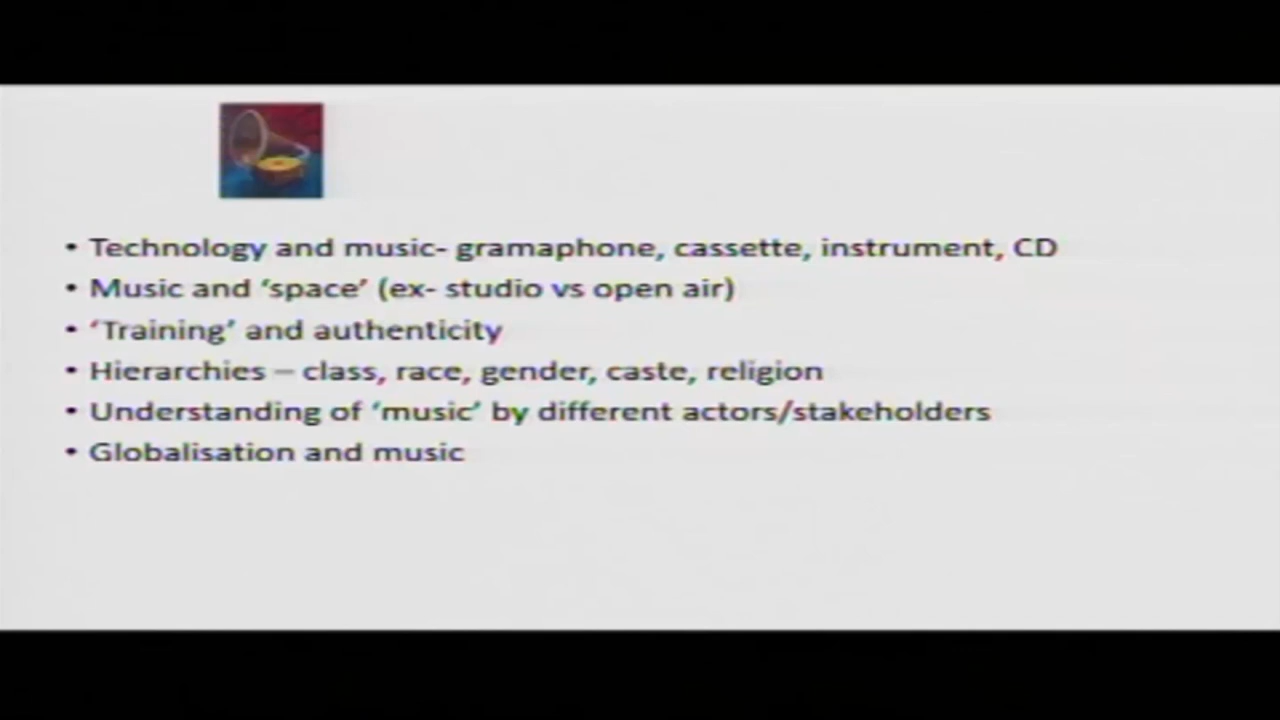 • Technology and music- gramaphone, cassette, instrument, CD
• Music and ‘space’ (ex- studio vs open air)
• ‘Training’ and authenticity
• Hierarchies – class, race, gender, caste, religion
• Understanding of ‘music’ by different actors/stakeholders
• Globalisation and music